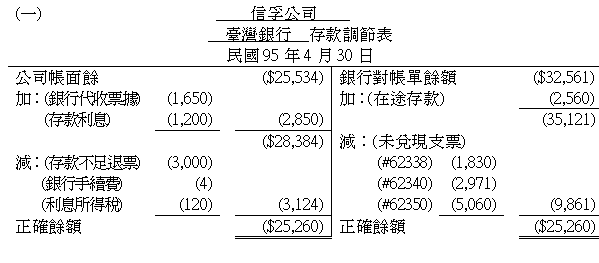 (一) 信孚公司
臺灣銀行 存款調節表
民國 95 年 4 月 30 日
公司帳面餘 ($25,534) 銀行對帳單餘額 ($32,561)
加：(銀行代收票據) (1,650) 加：(在途存款) (2,560)
(存款利息) (1,200) (2,850) (35,121)
($28,384) 減：(未兌現支票)
減：(存款不足退票) (3,000) (#62338) (1,830)
(銀行手續費) (4) (#62340) (2,971)
(利息所得稅) (120) (3,124) (#62350) (5,060) (9,861)
正確餘額 ($25,260) 正確餘額 ($25,260)